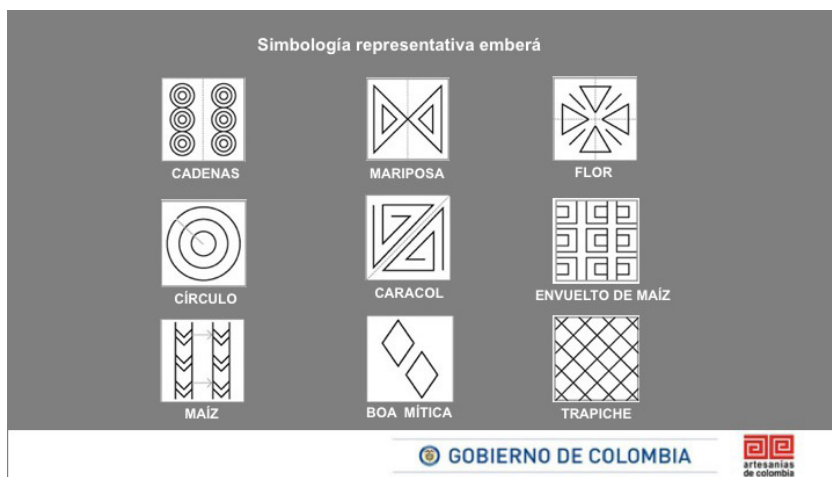 Simbología representativa emberá
CADENAS
MARIPOSA
FLOR
CÍRCULO
CARACOL
ENVUELTO DE MAÍZ
MAÍZ
BOA MÍTICA
TRAPICHE
GOBIERNO DE COLOMBIA
artesanías
de colombia